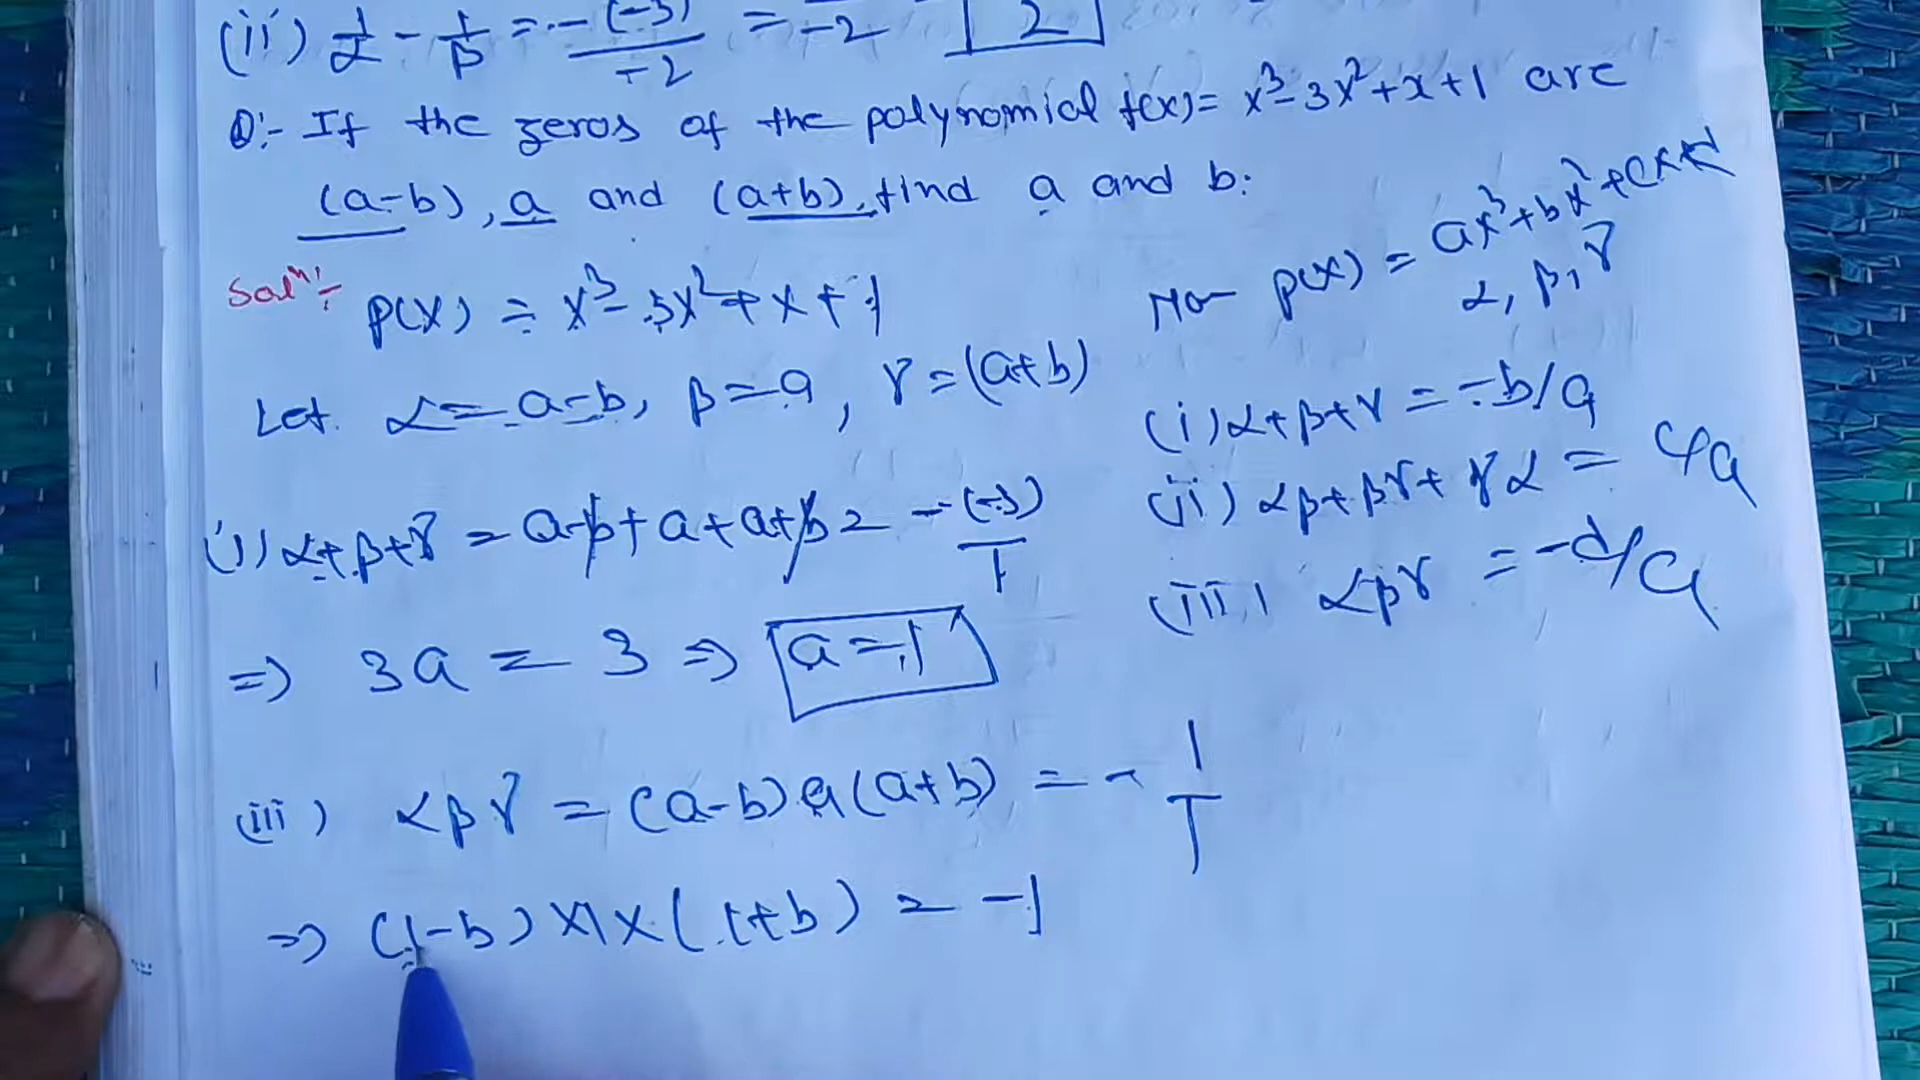 (ii) 1/α - 1/β = -(-3)/-2 = -2 2
Q:- If the zeros of the polynomial f(x) = x³-3x²+x+1 are
(a-b), a and (a+b), find a and b:
Solⁿ:-
p(x) = x³-3x²+x+1
Let α = a-b, β = a, γ = (a+b)
(i) α+β+γ = a-b+a+a+b = -(-3)/1
=> 3a = 3 => a = 1
(iii) αβγ = (a-b)a(a+b) = -1/1
=> (1-b)×1×(1+b) = -1
p(x) = ax³+bx²+cx+d
α, β, γ
(i) α+β+γ = -b/a
(ii) αβ+βγ+γα = c/a
(iii) αβγ = -d/a